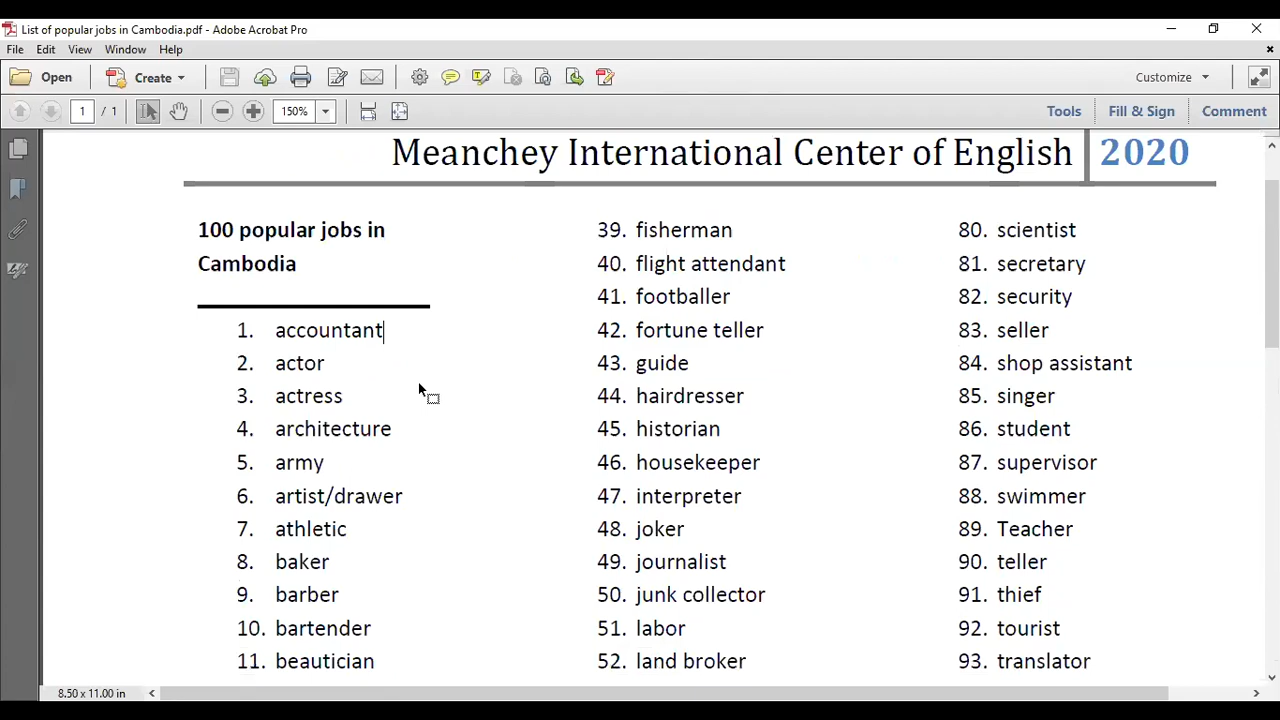 List of popular jobs in Cambodia.pdf - Adobe Acrobat Pro
File Edit View Window Help
Open Create Customize
1 / 1 150% Tools Fill & Sign Comment
Meanchey International Center of English 2020
100 popular jobs in
Cambodia
1. accountant
2. actor
3. actress
4. architecture
5. army
6. artist/drawer
7. athletic
8. baker
9. barber
10. bartender
11. beautician
39. fisherman
40. flight attendant
41. footballer
42. fortune teller
43. guide
44. hairdresser
45. historian
46. housekeeper
47. interpreter
48. joker
49. journalist
50. junk collector
51. labor
52. land broker
80. scientist
81. secretary
82. security
83. seller
84. shop assistant
85. singer
86. student
87. supervisor
88. swimmer
89. Teacher
90. teller
91. thief
92. tourist
93. translator
8.50 x 11.00 in